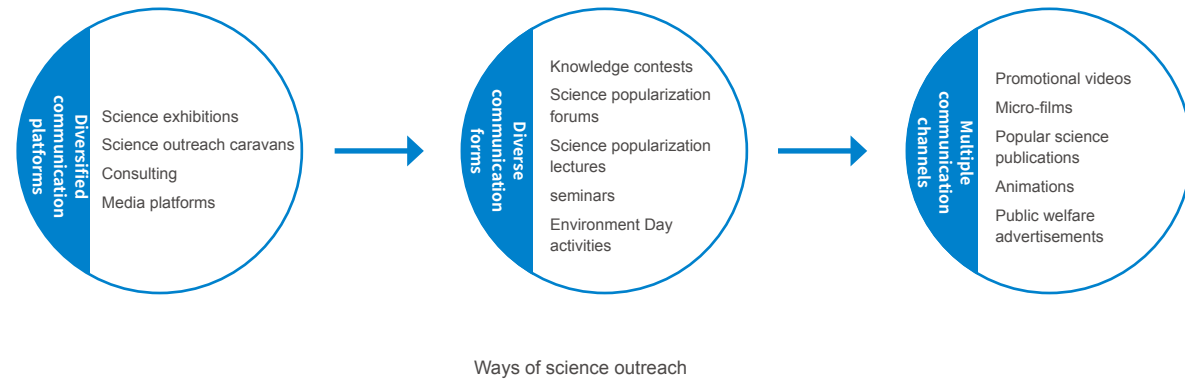 Diversified
communication
platforms
Science exhibitions
Science outreach caravans
Consulting
Media platforms
Diverse
communication
forms
Knowledge contests
Science popularization
forums
Science popularization
lectures
seminars
Environment Day
activities
Multiple
communication
channels
Promotional videos
Micro-films
Popular science
publications
Animations
Public welfare
advertisements
Ways of science outreach